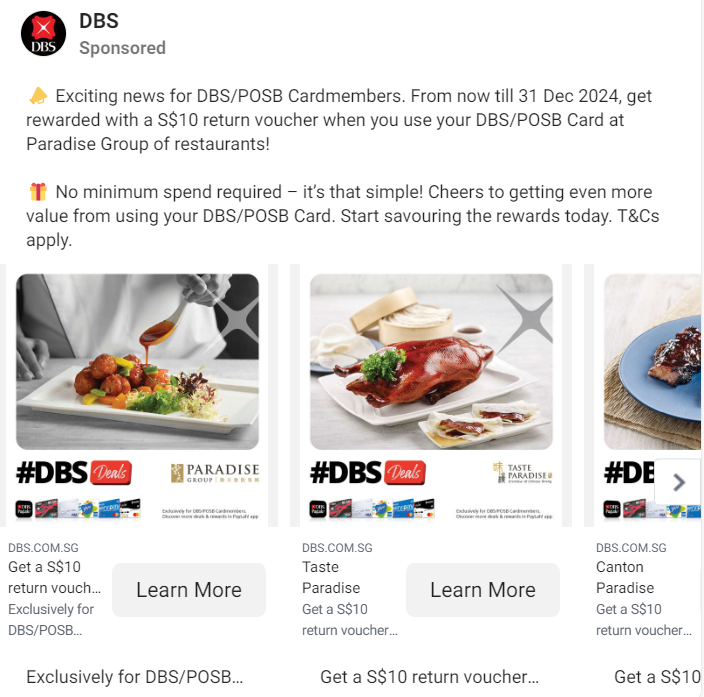 DBS
Sponsored
DBS
Exciting news for DBS/POSB Cardmembers. From now till 31 Dec 2024, get
rewarded with a S$10 return voucher when you use your DBS/POSB Card at
Paradise Group of restaurants!
No minimum spend required – it's that simple! Cheers to getting even more
value from using your DBS/POSB Card. Start savouring the rewards today. T&Cs
apply.
#DBS Deals
PARADISE
GROUP
Exclusively for DBS/POSB Cardmembers.
Discover more deals & rewards in PayLah! app
#DBS Deals
TASTE
PARADISE
Exclusively for DBS/POSB Cardmembers.
Discover more deals & rewards in PayLah! app
#DB
DBS.COM.SG
Get a S$10
return vouch...
Exclusively for
DBS/POSB...
Learn More
DBS.COM.SG
Taste
Paradise
Get a S$10
return voucher...
Learn More
DBS.COM.SG
Canton
Paradise
Get a S$10
return voucher...
Exclusively for DBS/POSB...
Get a S$10 return voucher...
Get a S$10